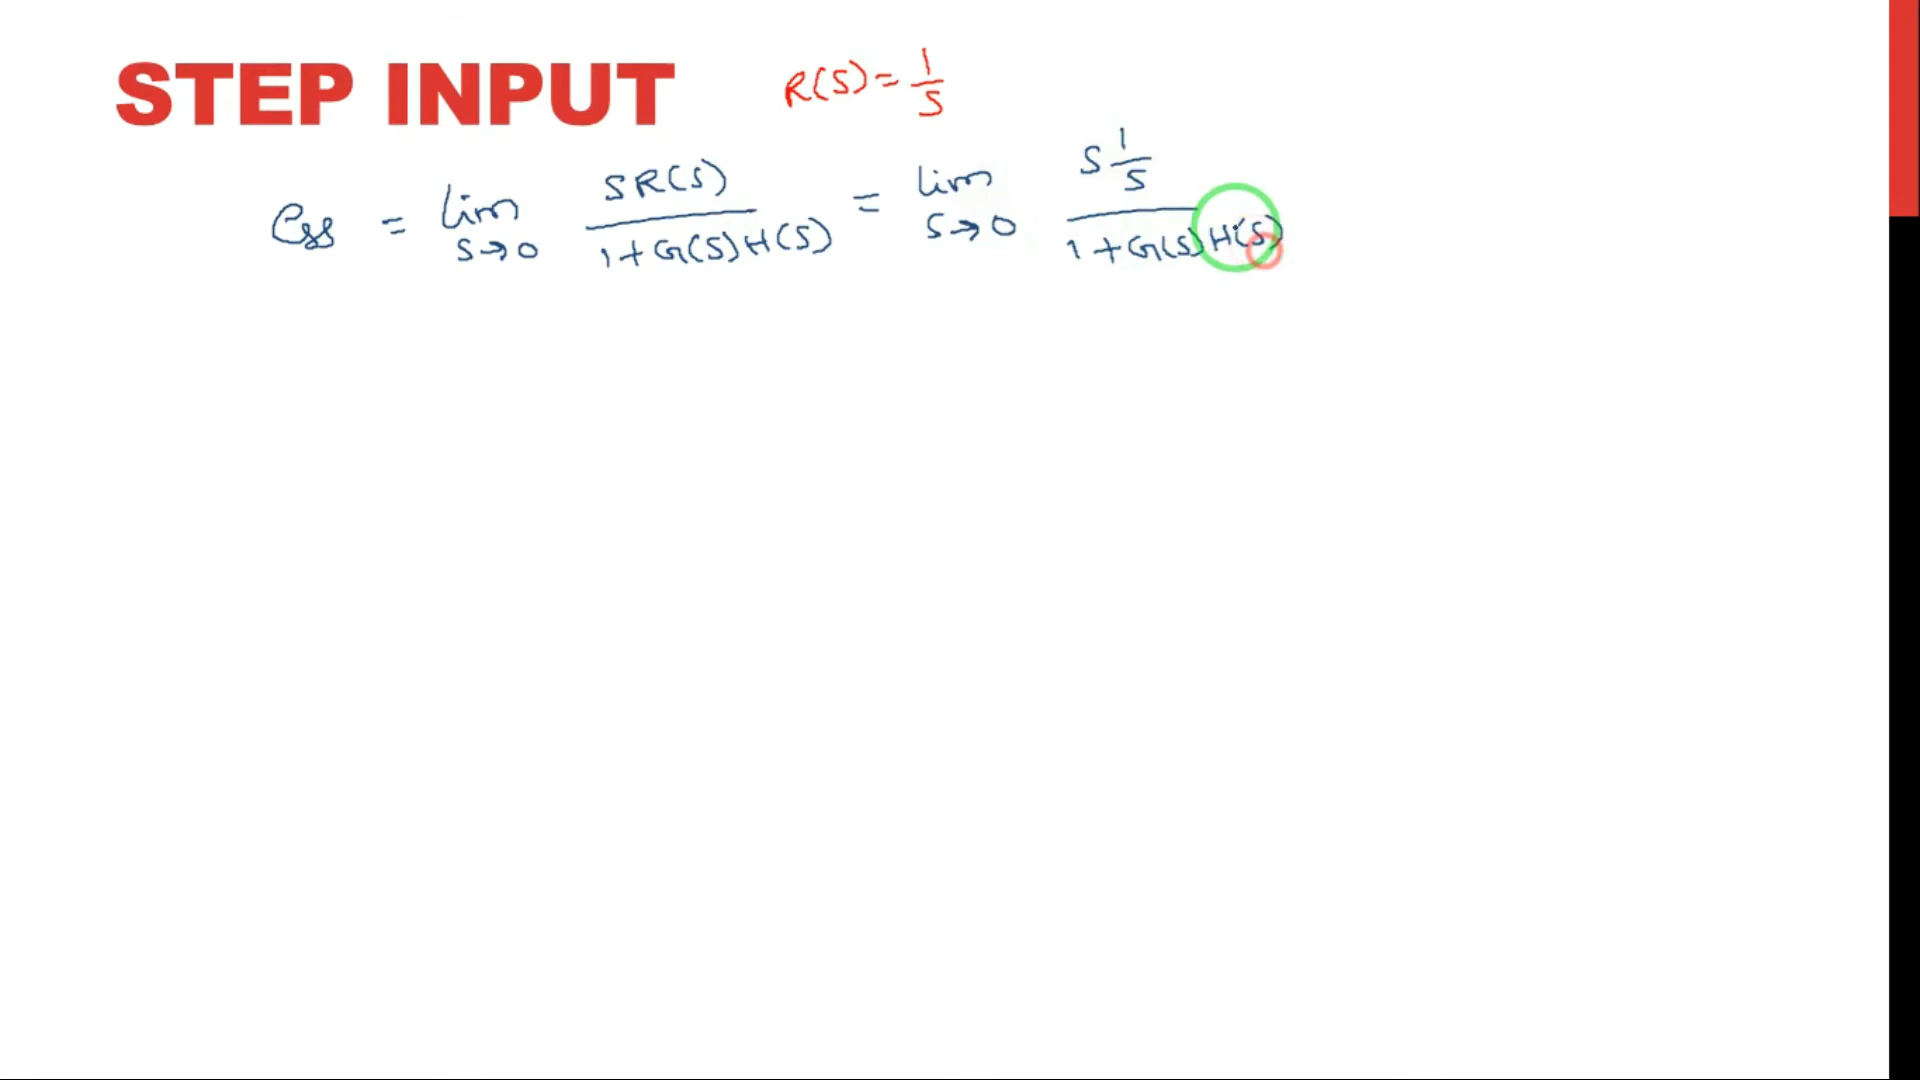 STEP INPUT R(S) = 1/S
ess = lim S→0 SR(S) / 1+G(S)H(S) = lim S→0 S 1/S / 1+G(S)H(S)